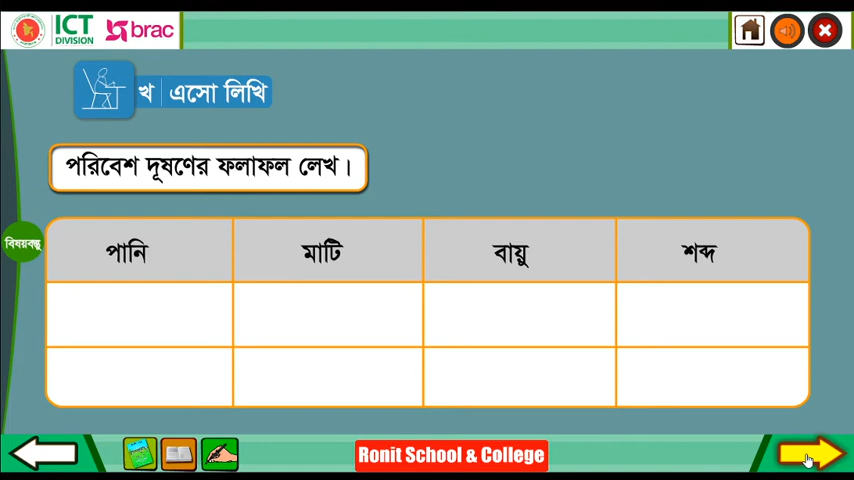 ICT
DIVISION
brac
খ এসো লিখি
পরিবেশ দূষণের ফলাফল লেখ।
বিষয়বস্তু
পানি মাটি বায়ু শব্দ
Ronit School & College